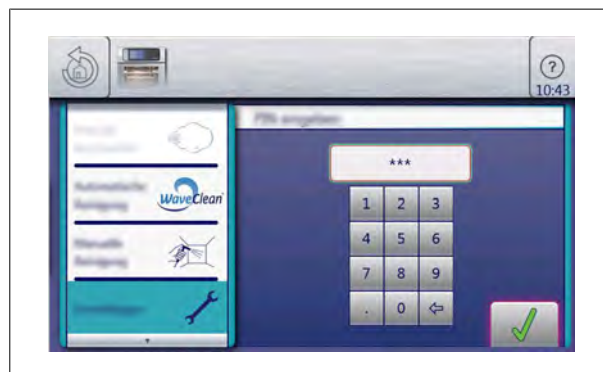 10:43
PIN eingeben
***
Automatische
Reinigung
WaveClean
Manuelle
Reinigung
1 2 3
4 5 6
7 8 9
. 0